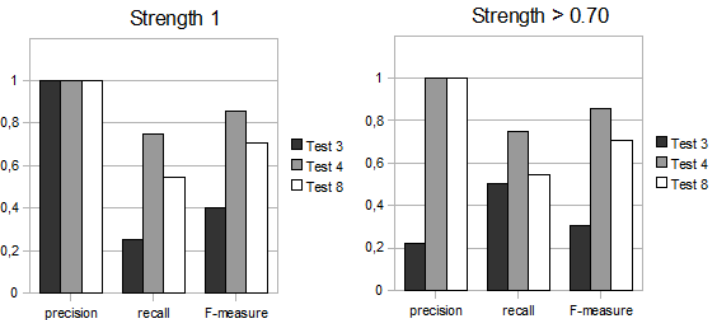 Strength 1
1
0,8
0,6
0,4
0,2
0
precision recall F-measure
Test 3
Test 4
Test 8
Strength > 0.70
1
0,8
0,6
0,4
0,2
0
precision recall F-measure
Test 3
Test 4
Test 8